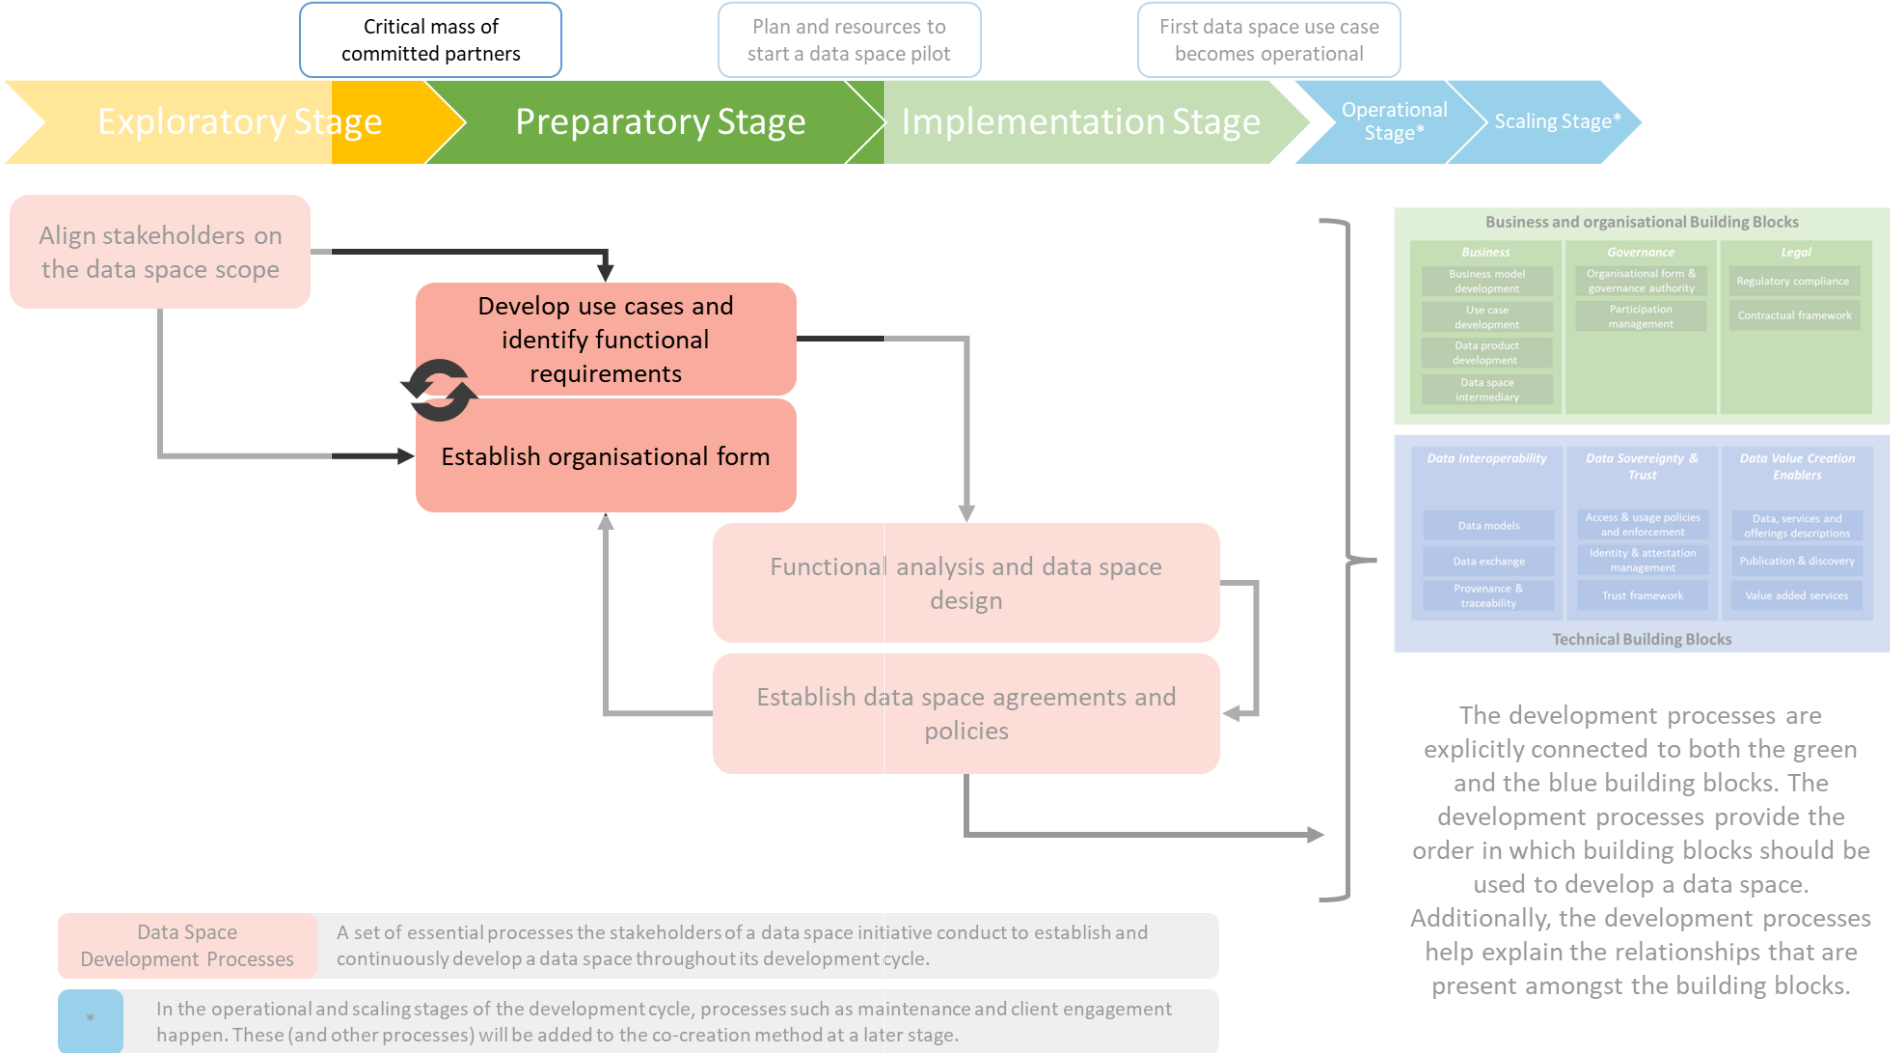 Critical mass of
committed partners
Plan and resources to
start a data space pilot
First data space use case
becomes operational
Exploratory Stage
Preparatory Stage
Implementation Stage
Operational
Stage*
Scaling Stage*
Align stakeholders on
the data space scope
Develop use cases and
identify functional
requirements
Establish organisational form
Functional analysis and data space
design
Establish data space agreements and
policies
Business and organisational Building Blocks
Business
Business model
development
Use case
development
Data product
development
Data space
intermediary
Governance
Organisational form &
governance authority
Participation
management
Legal
Regulatory compliance
Contractual framework
Data Interoperability
Data models
Data exchange
Provenance &
traceability
Data Sovereignty &
Trust
Access & usage policies
and enforcement
Identity & attestation
management
Trust framework
Data Value Creation
Enablers
Data, services and
offerings descriptions
Publication & discovery
Value added services
Technical Building Blocks
The development processes are
explicitly connected to both the green
and the blue building blocks. The
development processes provide the
order in which building blocks should be
used to develop a data space.
Additionally, the development processes
help explain the relationships that are
present amongst the building blocks.
Data Space
Development Processes
A set of essential processes the stakeholders of a data space initiative conduct to establish and
continuously develop a data space throughout its development cycle.
*
In the operational and scaling stages of the development cycle, processes such as maintenance and client engagement
happen. These (and other processes) will be added to the co-creation method at a later stage.